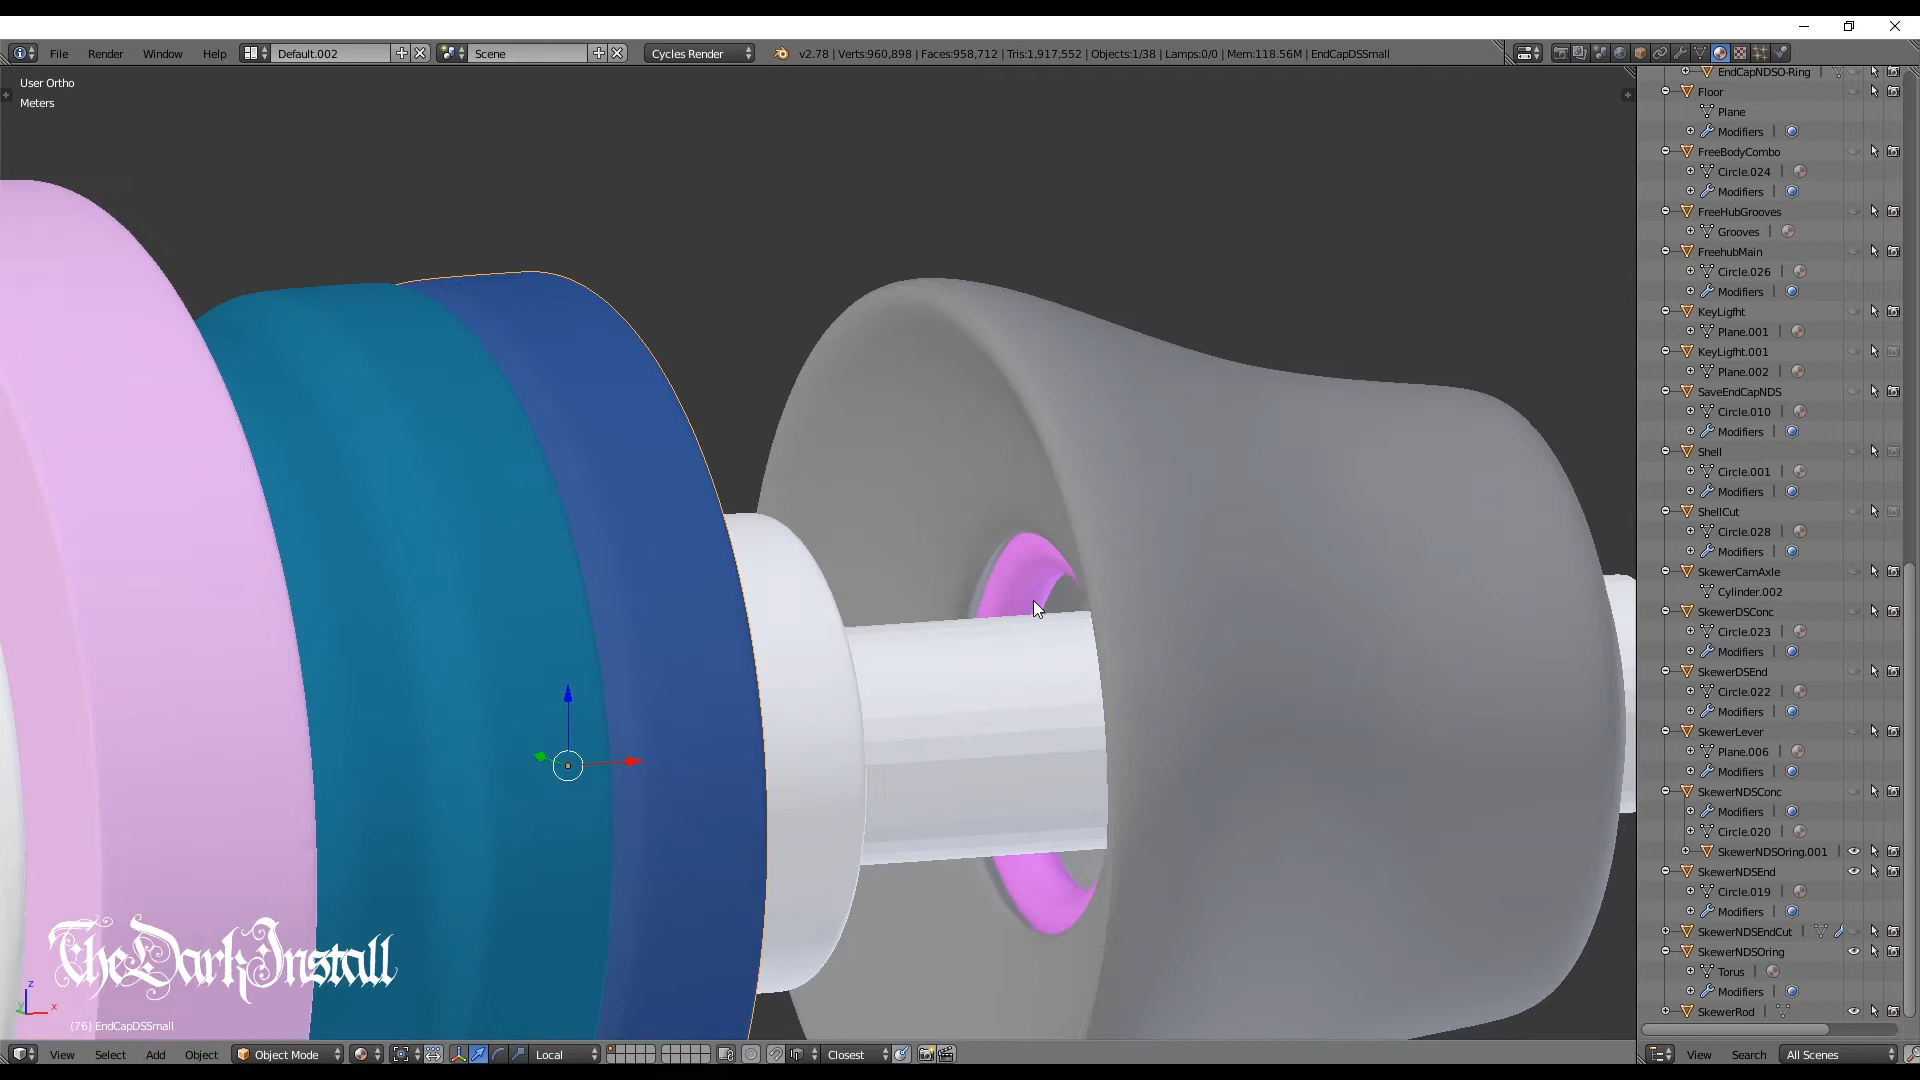 File Render Window Help Default.002 Scene Cycles Render v2.78 | Verts:960,898 | Faces:958,712 | Tris:1,917,552 | Objects:1/38 | Lamps:0/0 | Mem:118.56M | EndCapDSSmall
User Ortho
Meters
EndCapNDSO-Ring
Floor
Plane
Modifiers
FreeBodyCombo
Circle.024
Modifiers
FreeHubGrooves
Grooves
FreehubMain
Circle.026
Modifiers
KeyLigfht
Plane.001
KeyLigfht.001
Plane.002
SaveEndCapNDS
Circle.010
Modifiers
Shell
Circle.001
Modifiers
ShellCut
Circle.028
Modifiers
SkewerCamAxle
Cylinder.002
SkewerDSConc
Circle.023
Modifiers
SkewerDSEnd
Circle.022
Modifiers
SkewerLever
Plane.006
Modifiers
SkewerNDSConc
Modifiers
Circle.020
SkewerNDSOring.001
SkewerNDSEnd
Circle.019
Modifiers
SkewerNDSEndCut
SkewerNDSOring
Torus
Modifiers
SkewerRod
TheDarkInstall
z
y x
(76) EndCapDSSmall
View Select Add Object Object Mode Local Closest
View Search All Scenes